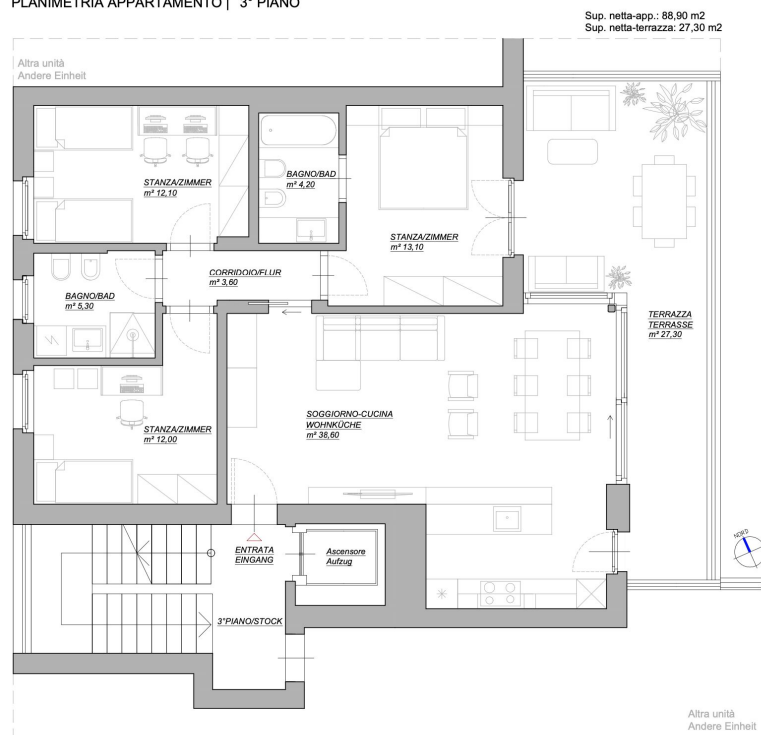 PLANIMETRIA APPARTAMENTO | 3° PIANO
Sup. netta-app.: 88,90 m2
Sup. netta-terrazza: 27,30 m2
Altra unità
Andere Einheit
STANZA/ZIMMER
m² 12,10
BAGNO/BAD
m² 4,20
STANZA/ZIMMER
m² 13,10
CORRIDOIO/FLUR
m² 3,60
BAGNO/BAD
m² 5,30
TERRAZZA
TERRASSE
m² 27,30
STANZA/ZIMMER
m² 12,00
SOGGIORNO-CUCINA
WOHNKÜCHE
m² 38,60
ENTRATA
EINGANG
Ascensore
Aufzug
NORD
3°PIANO/STOCK
Altra unità
Andere Einheit